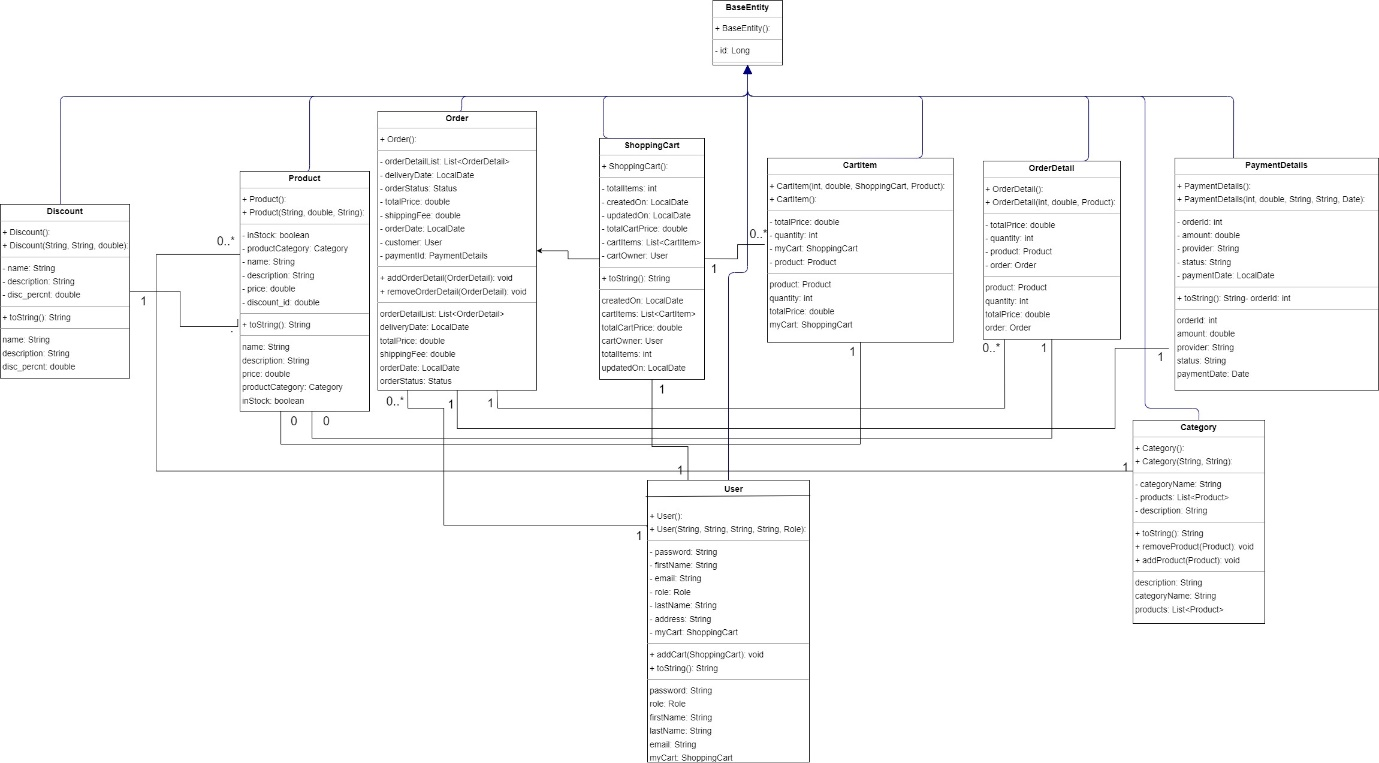 BaseEntity
+ BaseEntity():
- id: Long
Discount
+ Discount():
+ Discount(String, String, double):
- name: String
- description: String
- disc_percnt: double
+ toString(): String
name: String
description: String
disc_percnt: double
1
Product
+ Product():
+ Product(String, double, String):
- inStock: boolean
- productCategory: Category
- name: String
- description: String
- price: double
- discount_id: double
+ toString(): String
name: String
description: String
price: double
productCategory: Category
inStock: boolean
0..*
0
0
Order
+ Order():
- orderDetailList: List<OrderDetail>
- deliveryDate: LocalDate
- orderStatus: Status
- totalPrice: double
- shippingFee: double
- orderDate: LocalDate
- customer: User
- paymentId: PaymentDetails
+ addOrderDetail(OrderDetail): void
+ removeOrderDetail(OrderDetail): void
orderDetailList: List<OrderDetail>
deliveryDate: LocalDate
totalPrice: double
shippingFee: double
orderDate: LocalDate
orderStatus: Status
0..*
1
1
ShoppingCart
+ ShoppingCart():
- totalItems: int
- createdOn: LocalDate
- updatedOn: LocalDate
- totalCartPrice: double
- cartItems: List<CartItem>
- cartOwner: User
+ toString(): String
createdOn: LocalDate
cartItems: List<CartItem>
totalCartPrice: double
cartOwner: User
totalItems: int
updatedOn: LocalDate
1
1
0..*
CartItem
+ CartItem(int, double, ShoppingCart, Product):
+ CartItem():
- totalPrice: double
- quantity: int
- myCart: ShoppingCart
- product: Product
product: Product
quantity: int
totalPrice: double
myCart: ShoppingCart
1
OrderDetail
+ OrderDetail():
+ OrderDetail(int, double, Product):
- totalPrice: double
- quantity: int
- product: Product
- order: Order
product: Product
quantity: int
totalPrice: double
order: Order
0..*
1
PaymentDetails
+ PaymentDetails():
+ PaymentDetails(int, double, String, String, Date):
- orderId: int
- amount: double
- provider: String
- status: String
- paymentDate: LocalDate
+ toString(): String- orderId: int
orderId: int
amount: double
provider: String
status: String
paymentDate: Date
1
Category
+ Category():
+ Category(String, String):
- categoryName: String
- products: List<Product>
- description: String
+ toString(): String
+ removeProduct(Product): void
+ addProduct(Product): void
description: String
categoryName: String
products: List<Product>
1
1
1
User
+ User():
+ User(String, String, String, String, Role):
- password: String
- firstName: String
- email: String
- role: Role
- lastName: String
- address: String
- myCart: ShoppingCart
+ addCart(ShoppingCart): void
+ toString(): String
password: String
role: Role
firstName: String
lastName: String
email: String
myCart: ShoppingCart